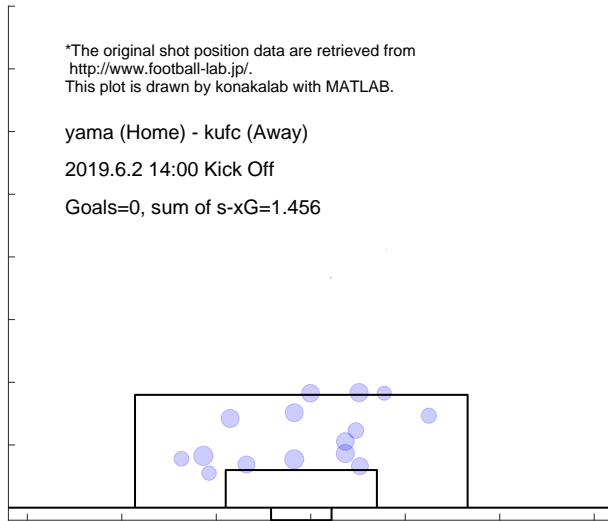 *The original shot position data are retrieved from
http://www.football-lab.jp/.
This plot is drawn by konakalab with MATLAB.
yama (Home) - kufc (Away)
2019.6.2 14:00 Kick Off
Goals=0, sum of s-xG=1.456